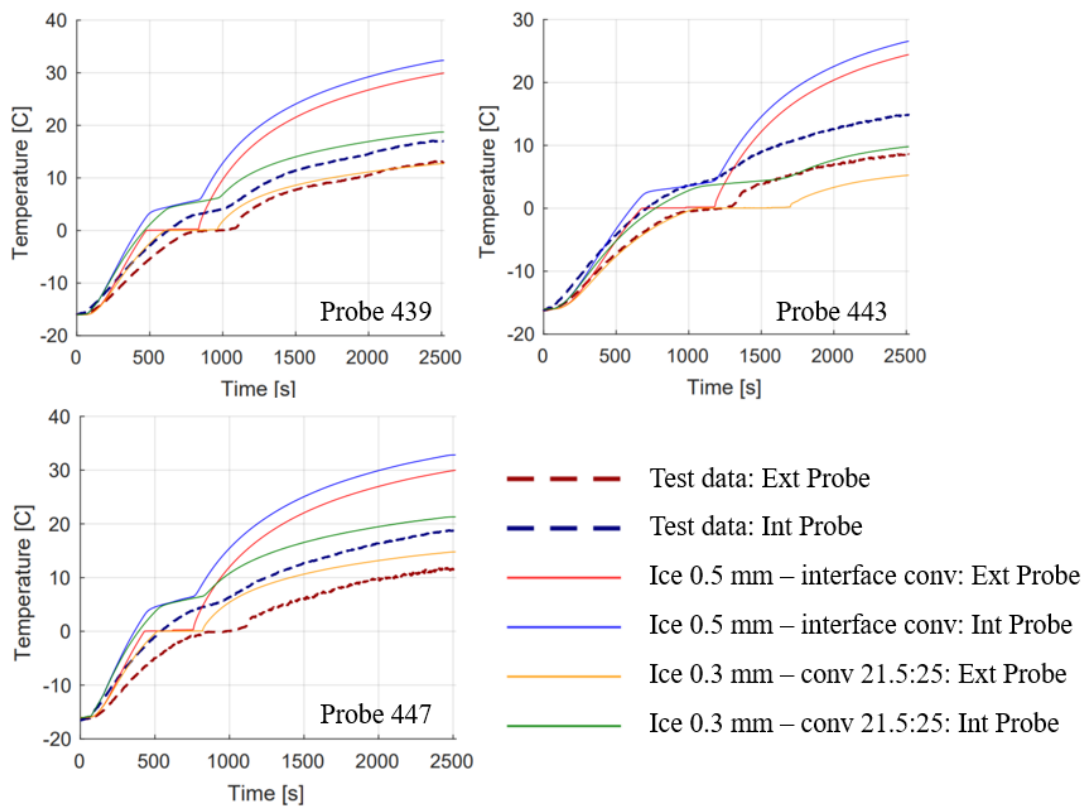 40
30
20
10
0
-10
-20
Temperature [C]
0 500 1000 1500 2000 2500
Time [s]
Probe 439
30
20
10
0
-10
-20
Temperature [C]
0 500 1000 1500 2000 2500
Time [s]
Probe 443
40
30
20
10
0
-10
-20
Temperature [C]
0 500 1000 1500 2000 2500
Time [s]
Probe 447
Test data: Ext Probe
Test data: Int Probe
Ice 0.5 mm – interface conv: Ext Probe
Ice 0.5 mm – interface conv: Int Probe
Ice 0.3 mm – conv 21.5:25: Ext Probe
Ice 0.3 mm – conv 21.5:25: Int Probe